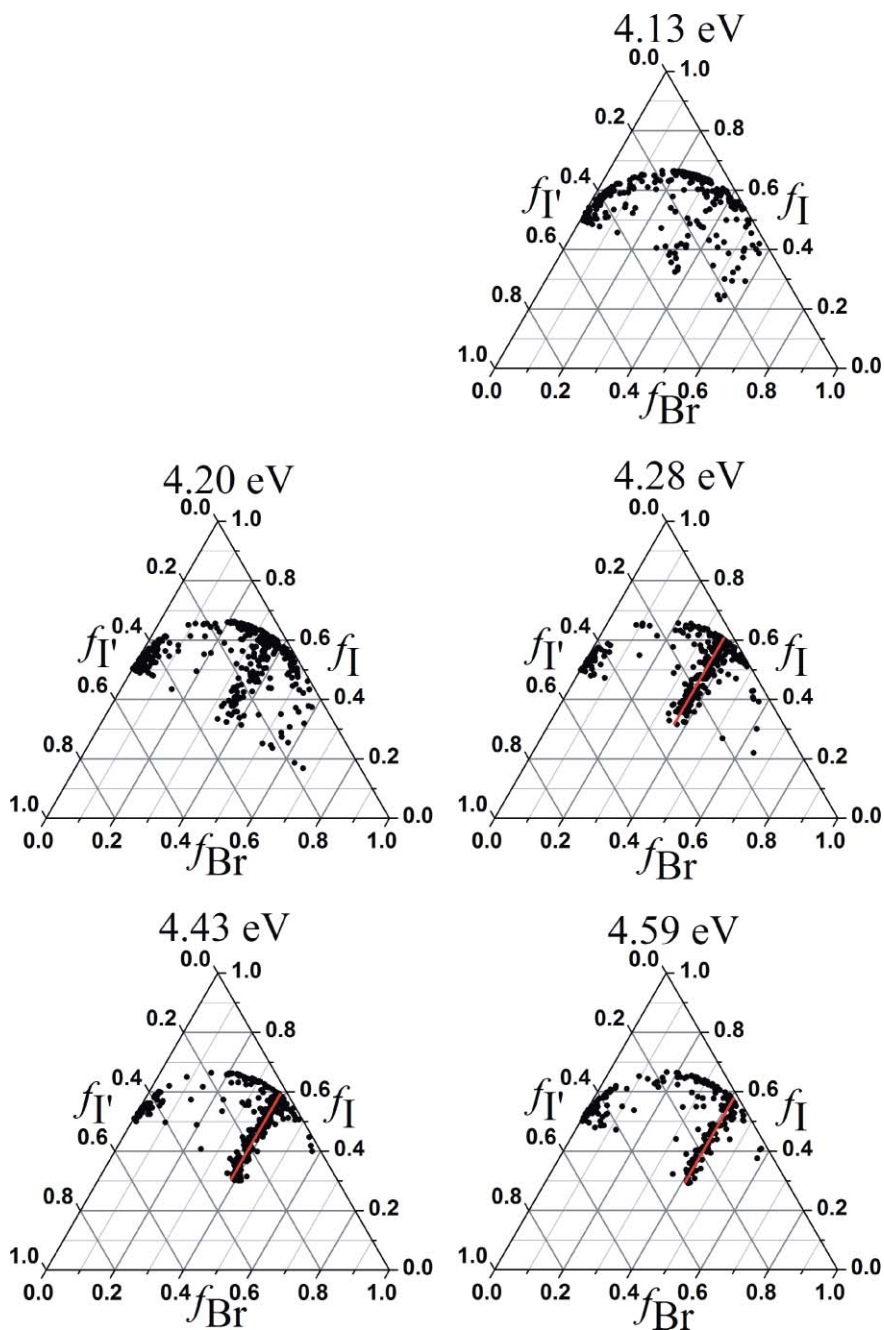 4.13 eV
0.0 1.0
0.2 0.8
0.4 0.6
fI' fI
0.6 0.4
0.8 0.2
1.0 0.0
0.0 0.2 0.4 0.6 0.8 1.0
fBr
4.20 eV 4.28 eV
0.0 1.0 0.0 1.0
0.2 0.8 0.2 0.8
0.4 0.6 0.4 0.6
fI' fI fI' fI
0.6 0.4 0.6 0.4
0.8 0.2 0.8 0.2
1.0 0.0 1.0 0.0
0.0 0.2 0.4 0.6 0.8 1.0 0.0 0.2 0.4 0.6 0.8 1.0
fBr fBr
4.43 eV 4.59 eV
0.0 1.0 0.0 1.0
0.2 0.8 0.2 0.8
0.4 0.6 0.4 0.6
fI' fI fI' fI
0.6 0.4 0.6 0.4
0.8 0.2 0.8 0.2
1.0 0.0 1.0 0.0
0.0 0.2 0.4 0.6 0.8 1.0 0.0 0.2 0.4 0.6 0.8 1.0
fBr fBr